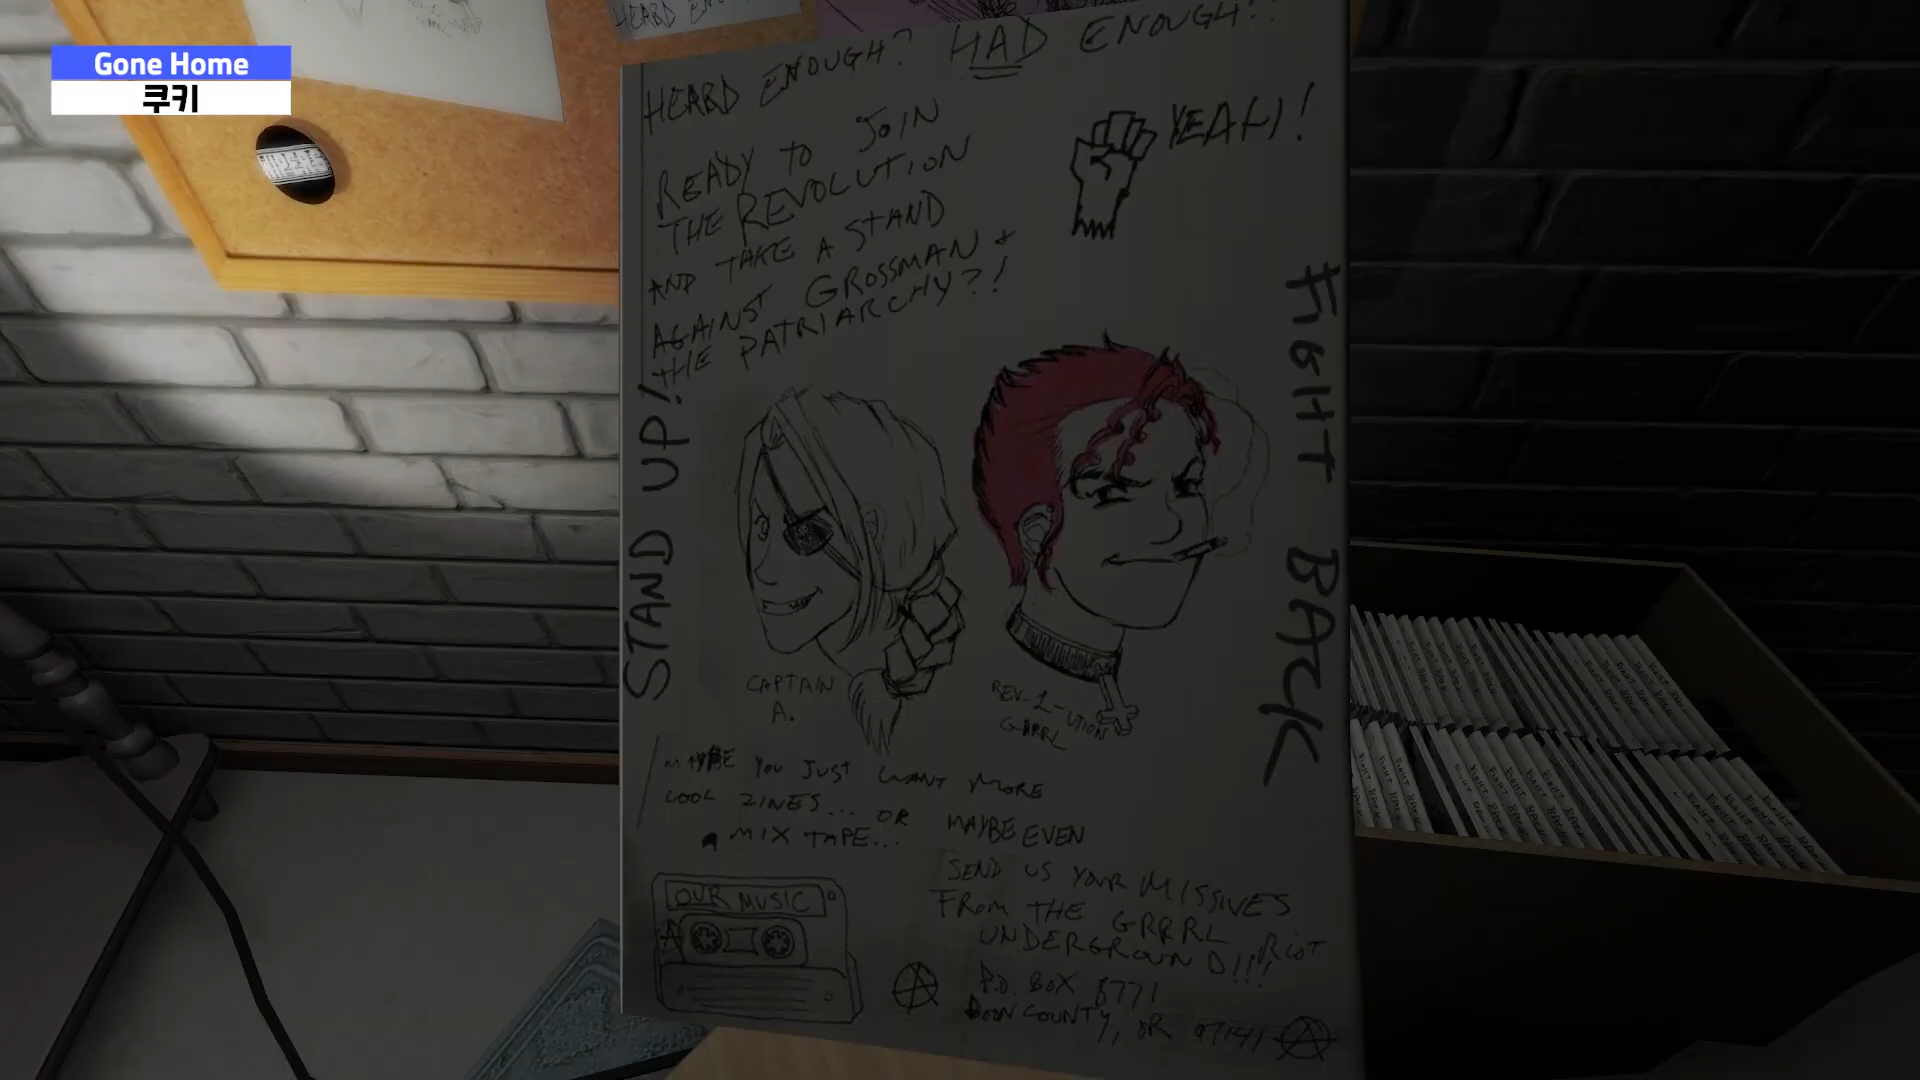 Gone Home
쿠키
HEARD ENOUGH? HAD ENOUGH??
YEAH!
READY TO JOIN
THE REVOLUTION
AND TAKE A STAND
AGAINST GROSSMAN +
THE PATRIARCHY?!
STAND UP!
FIGHT BACK
CAPTAIN
A.
REV-1-UTION
GRRRL
MAYBE YOU JUST WANT MORE
COOL ZINES... OR MAYBE EVEN
A MIX TAPE...
OUR MUSIC
A
SEND US YOUR MISSIVES
FROM THE GRRRL RIOT
UNDERGROUND!!!
P.O. BOX 8771
BOON COUNTY, OR